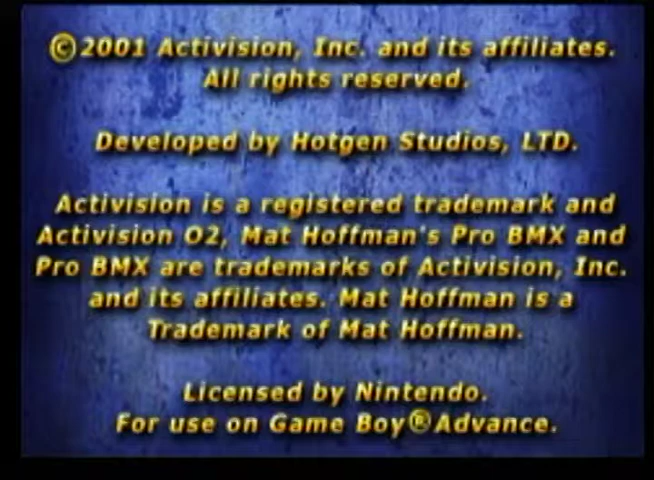 ©2001 Activision, Inc. and its affiliates.
All rights reserved.
Developed by Hotgen Studios, LTD.
Activision is a registered trademark and
Activision O2, Mat Hoffman's Pro BMX and
Pro BMX are trademarks of Activision, Inc.
and its affiliates. Mat Hoffman is a
Trademark of Mat Hoffman.
Licensed by Nintendo.
For use on Game Boy®Advance.